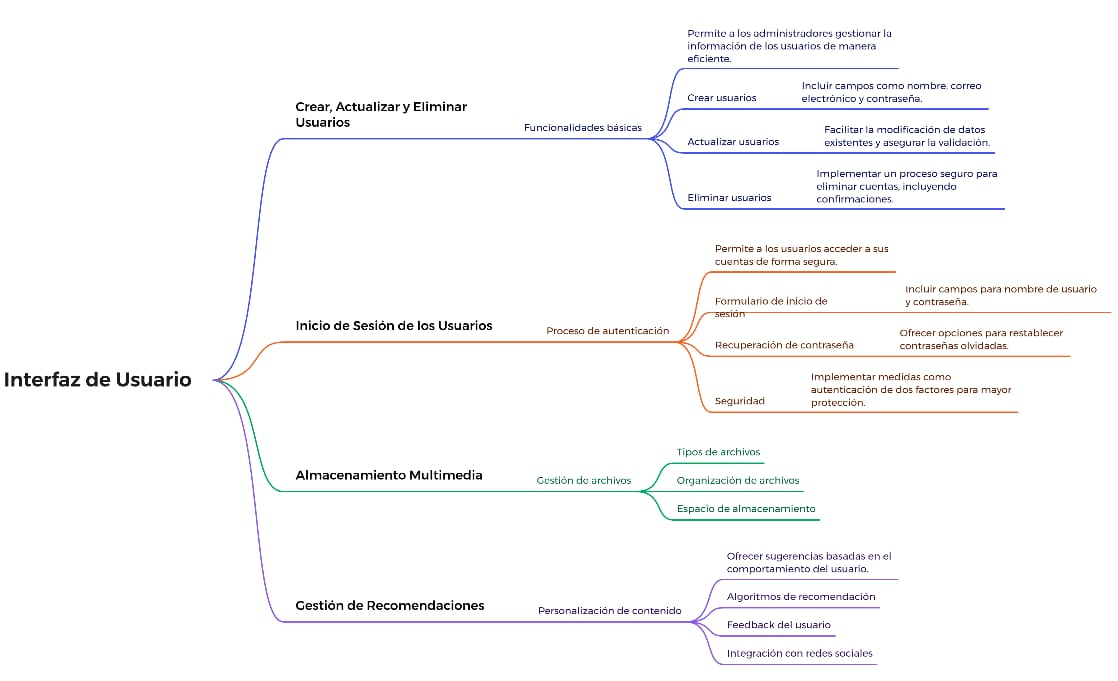 Interfaz de Usuario
Crear, Actualizar y Eliminar
Usuarios
Funcionalidades básicas
Permite a los administradores gestionar la
información de los usuarios de manera
eficiente.
Crear usuarios
Incluir campos como nombre, correo
electrónico y contraseña.
Actualizar usuarios
Facilitar la modificación de datos
existentes y asegurar la validación.
Eliminar usuarios
Implementar un proceso seguro para
eliminar cuentas, incluyendo
confirmaciones.
Inicio de Sesión de los Usuarios
Proceso de autenticación
Permite a los usuarios acceder a sus
cuentas de forma segura.
Formulario de inicio de
sesión
Incluir campos para nombre de usuario
y contraseña.
Recuperación de contraseña
Ofrecer opciones para restablecer
contraseñas olvidadas.
Seguridad
Implementar medidas como
autenticación de dos factores para mayor
protección.
Almacenamiento Multimedia
Gestión de archivos
Tipos de archivos
Organización de archivos
Espacio de almacenamiento
Gestión de Recomendaciones
Personalización de contenido
Ofrecer sugerencias basadas en el
comportamiento del usuario.
Algoritmos de recomendación
Feedback del usuario
Integración con redes sociales